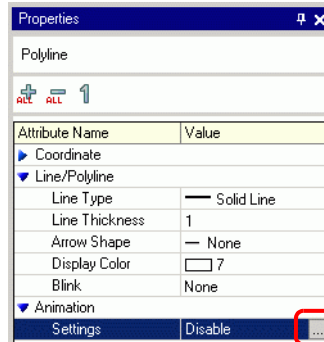 Properties
Polyline
ALL ALL 1
Attribute Name Value
Coordinate
Line/Polyline
Line Type Solid Line
Line Thickness 1
Arrow Shape None
Display Color 7
Blink None
Animation
Settings Disable ...